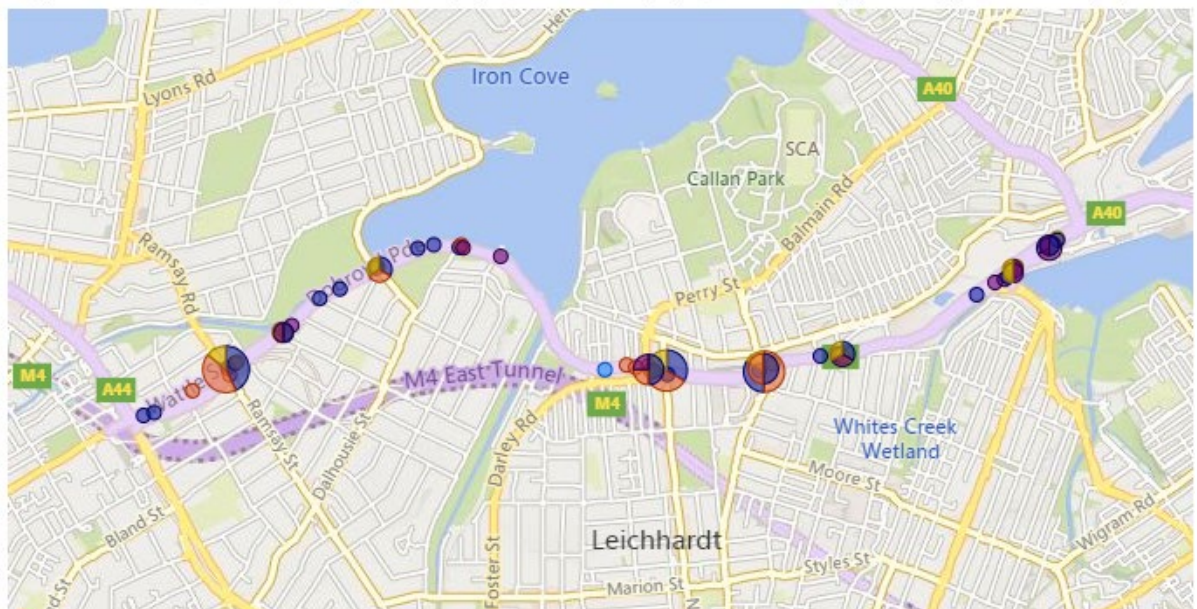 Iron Cove
Lyons Rd
A40
SCA
Callan Park
A40
Ramsay Rd
Balmain Rd
Perry St
M4
M4 East Tunnel
A44
M4
Whites Creek
Wetland
Ramsay St
Dalhousie St
Darley Rd
Moore St
Bland St
Leichhardt
Wigram Rd
Foster St
Styles St
Marion St
N
d St